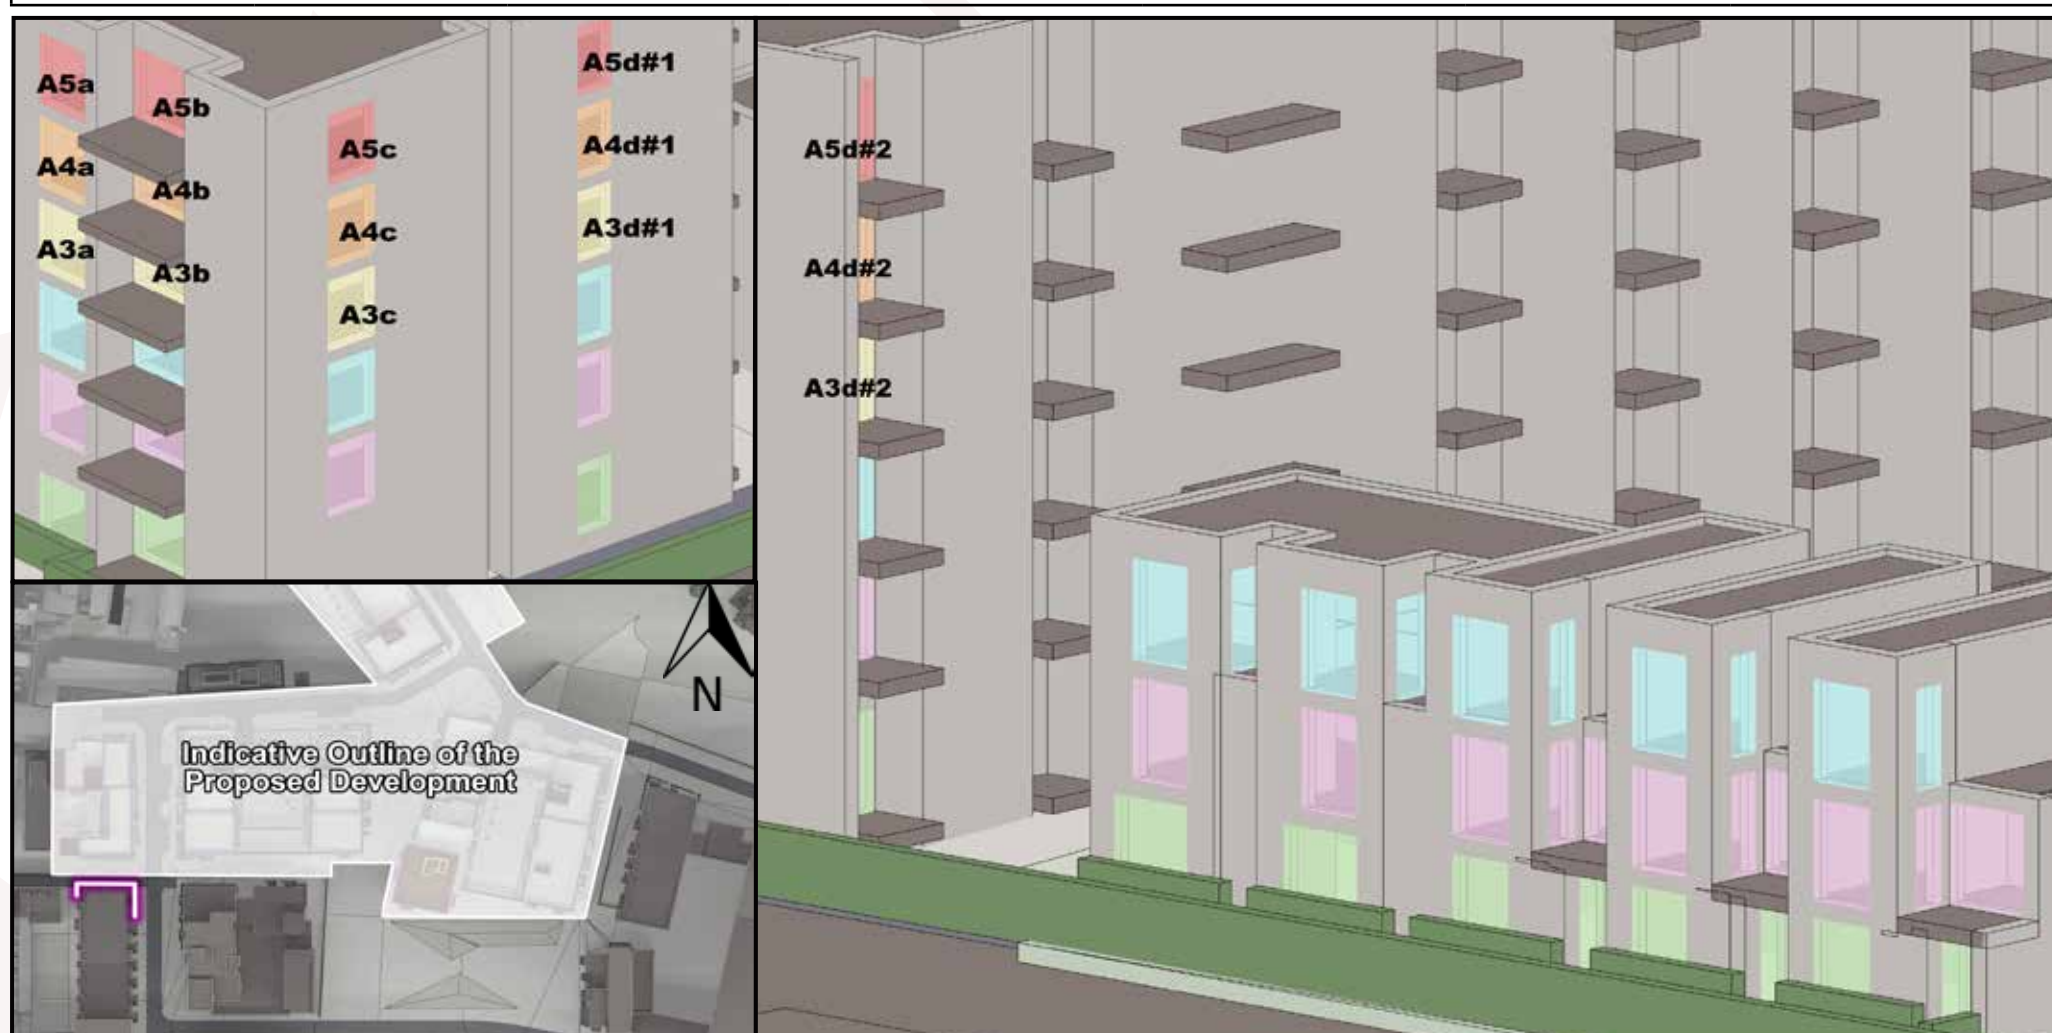 A5a
A5b
A5c
A5d#1
A4a
A4b
A4c
A4d#1
A3a
A3b
A3c
A3d#1
A5d#2
A4d#2
A3d#2
Indicative Outline of the
Proposed Development
N